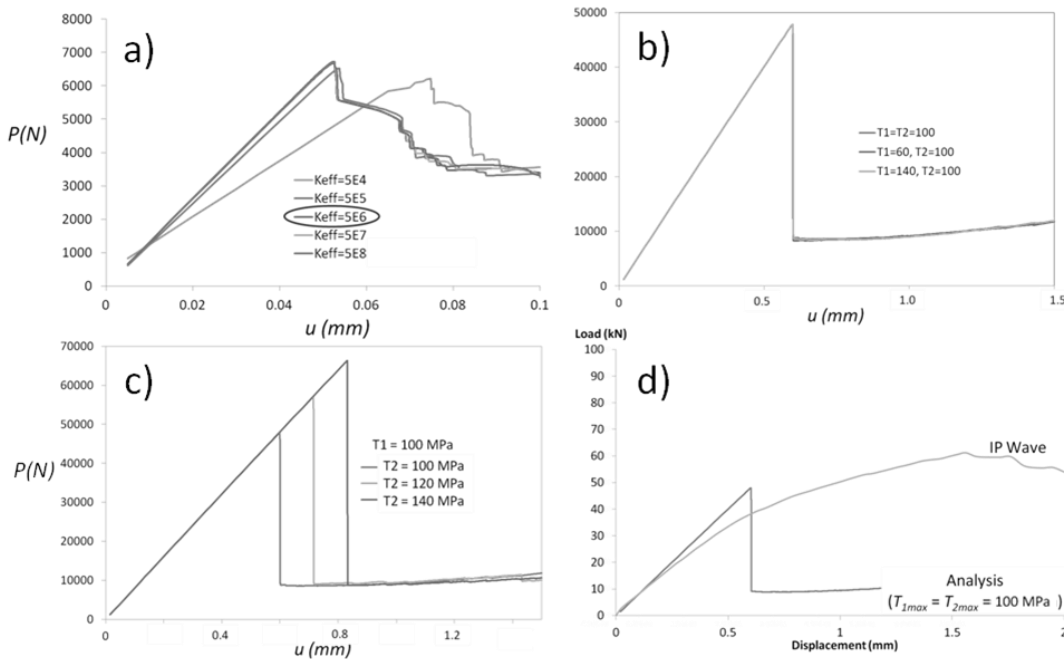 a)
8000
7000
6000
5000
4000
3000
2000
1000
0
P(N)
Keff=5E4
Keff=5E5
Keff=5E6
Keff=5E7
Keff=5E8
0 0.02 0.04 0.06 0.08 0.1
u (mm)
b)
50000
40000
30000
20000
10000
0
T1=T2=100
T1=60, T2=100
T1=140, T2=100
0 0.5 1.0 1.5
u (mm)
c)
70000
60000
50000
40000
30000
20000
10000
0
P(N)
T1 = 100 MPa
T2 = 100 MPa
T2 = 120 MPa
T2 = 140 MPa
0 0.4 0.8 1.2
u (mm)
d)
Load (kN)
100
90
80
70
60
50
40
30
20
10
0
IP Wave
Analysis
(T1max = T2max = 100 MPa )
0 0.5 1 1.5 2
Displacement (mm)